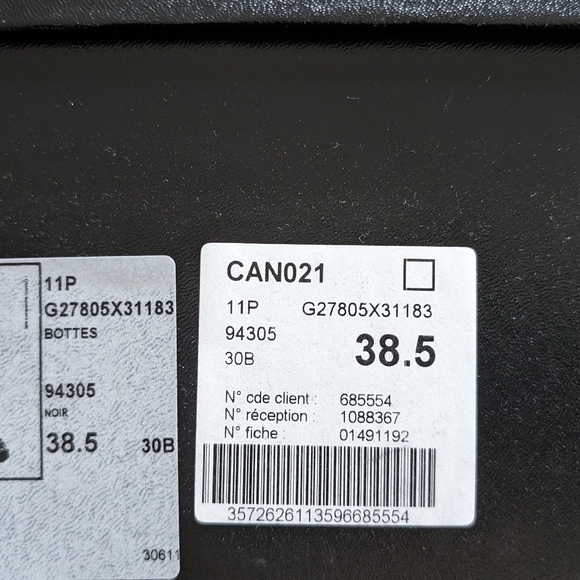 11P
G27805X31183
BOTTES
94305
NOIR
38.5 30B
30611
CAN021
11P G27805X31183
94305
30B 38.5
N° cde client : 685554
N° réception : 1088367
N° fiche : 01491192
3572626113596685554